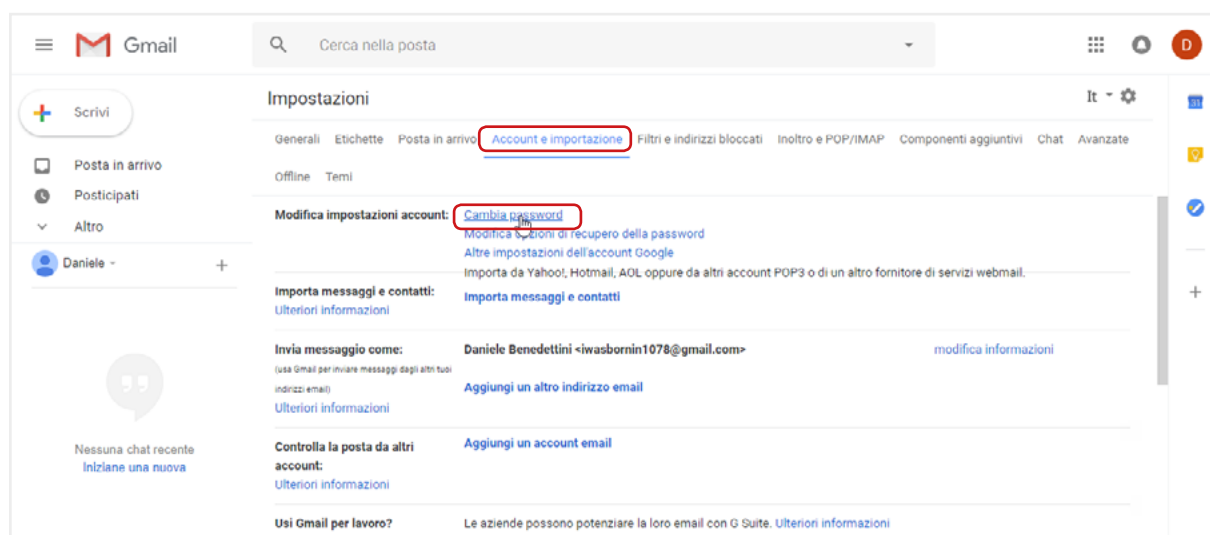 Gmail
Cerca nella posta
D
Scrivi
Posta in arrivo
Posticipati
Altro
Daniele
Nessuna chat recente
Iniziane una nuova
Impostazioni
It
Generali Etichette Posta in arrivo Account e importazione Filtri e indirizzi bloccati Inoltro e POP/IMAP Componenti aggiuntivi Chat Avanzate
Offline Temi
Modifica impostazioni account: Cambia password
Modifica opzioni di recupero della password
Altre impostazioni dell'account Google
Importa da Yahoo!, Hotmail, AOL oppure da altri account POP3 o di un altro fornitore di servizi webmail.
Importa messaggi e contatti: Importa messaggi e contatti
Ulteriori informazioni
Invia messaggio come: Daniele Benedettini <iwasbornin1078@gmail.com> modifica informazioni
(usa Gmail per inviare messaggi dagli altri tuoi
indirizzi email) Aggiungi un altro indirizzo email
Ulteriori informazioni
Controlla la posta da altri Aggiungi un account email
account:
Ulteriori informazioni
Usi Gmail per lavoro? Le aziende possono potenziare la loro email con G Suite. Ulteriori informazioni
31